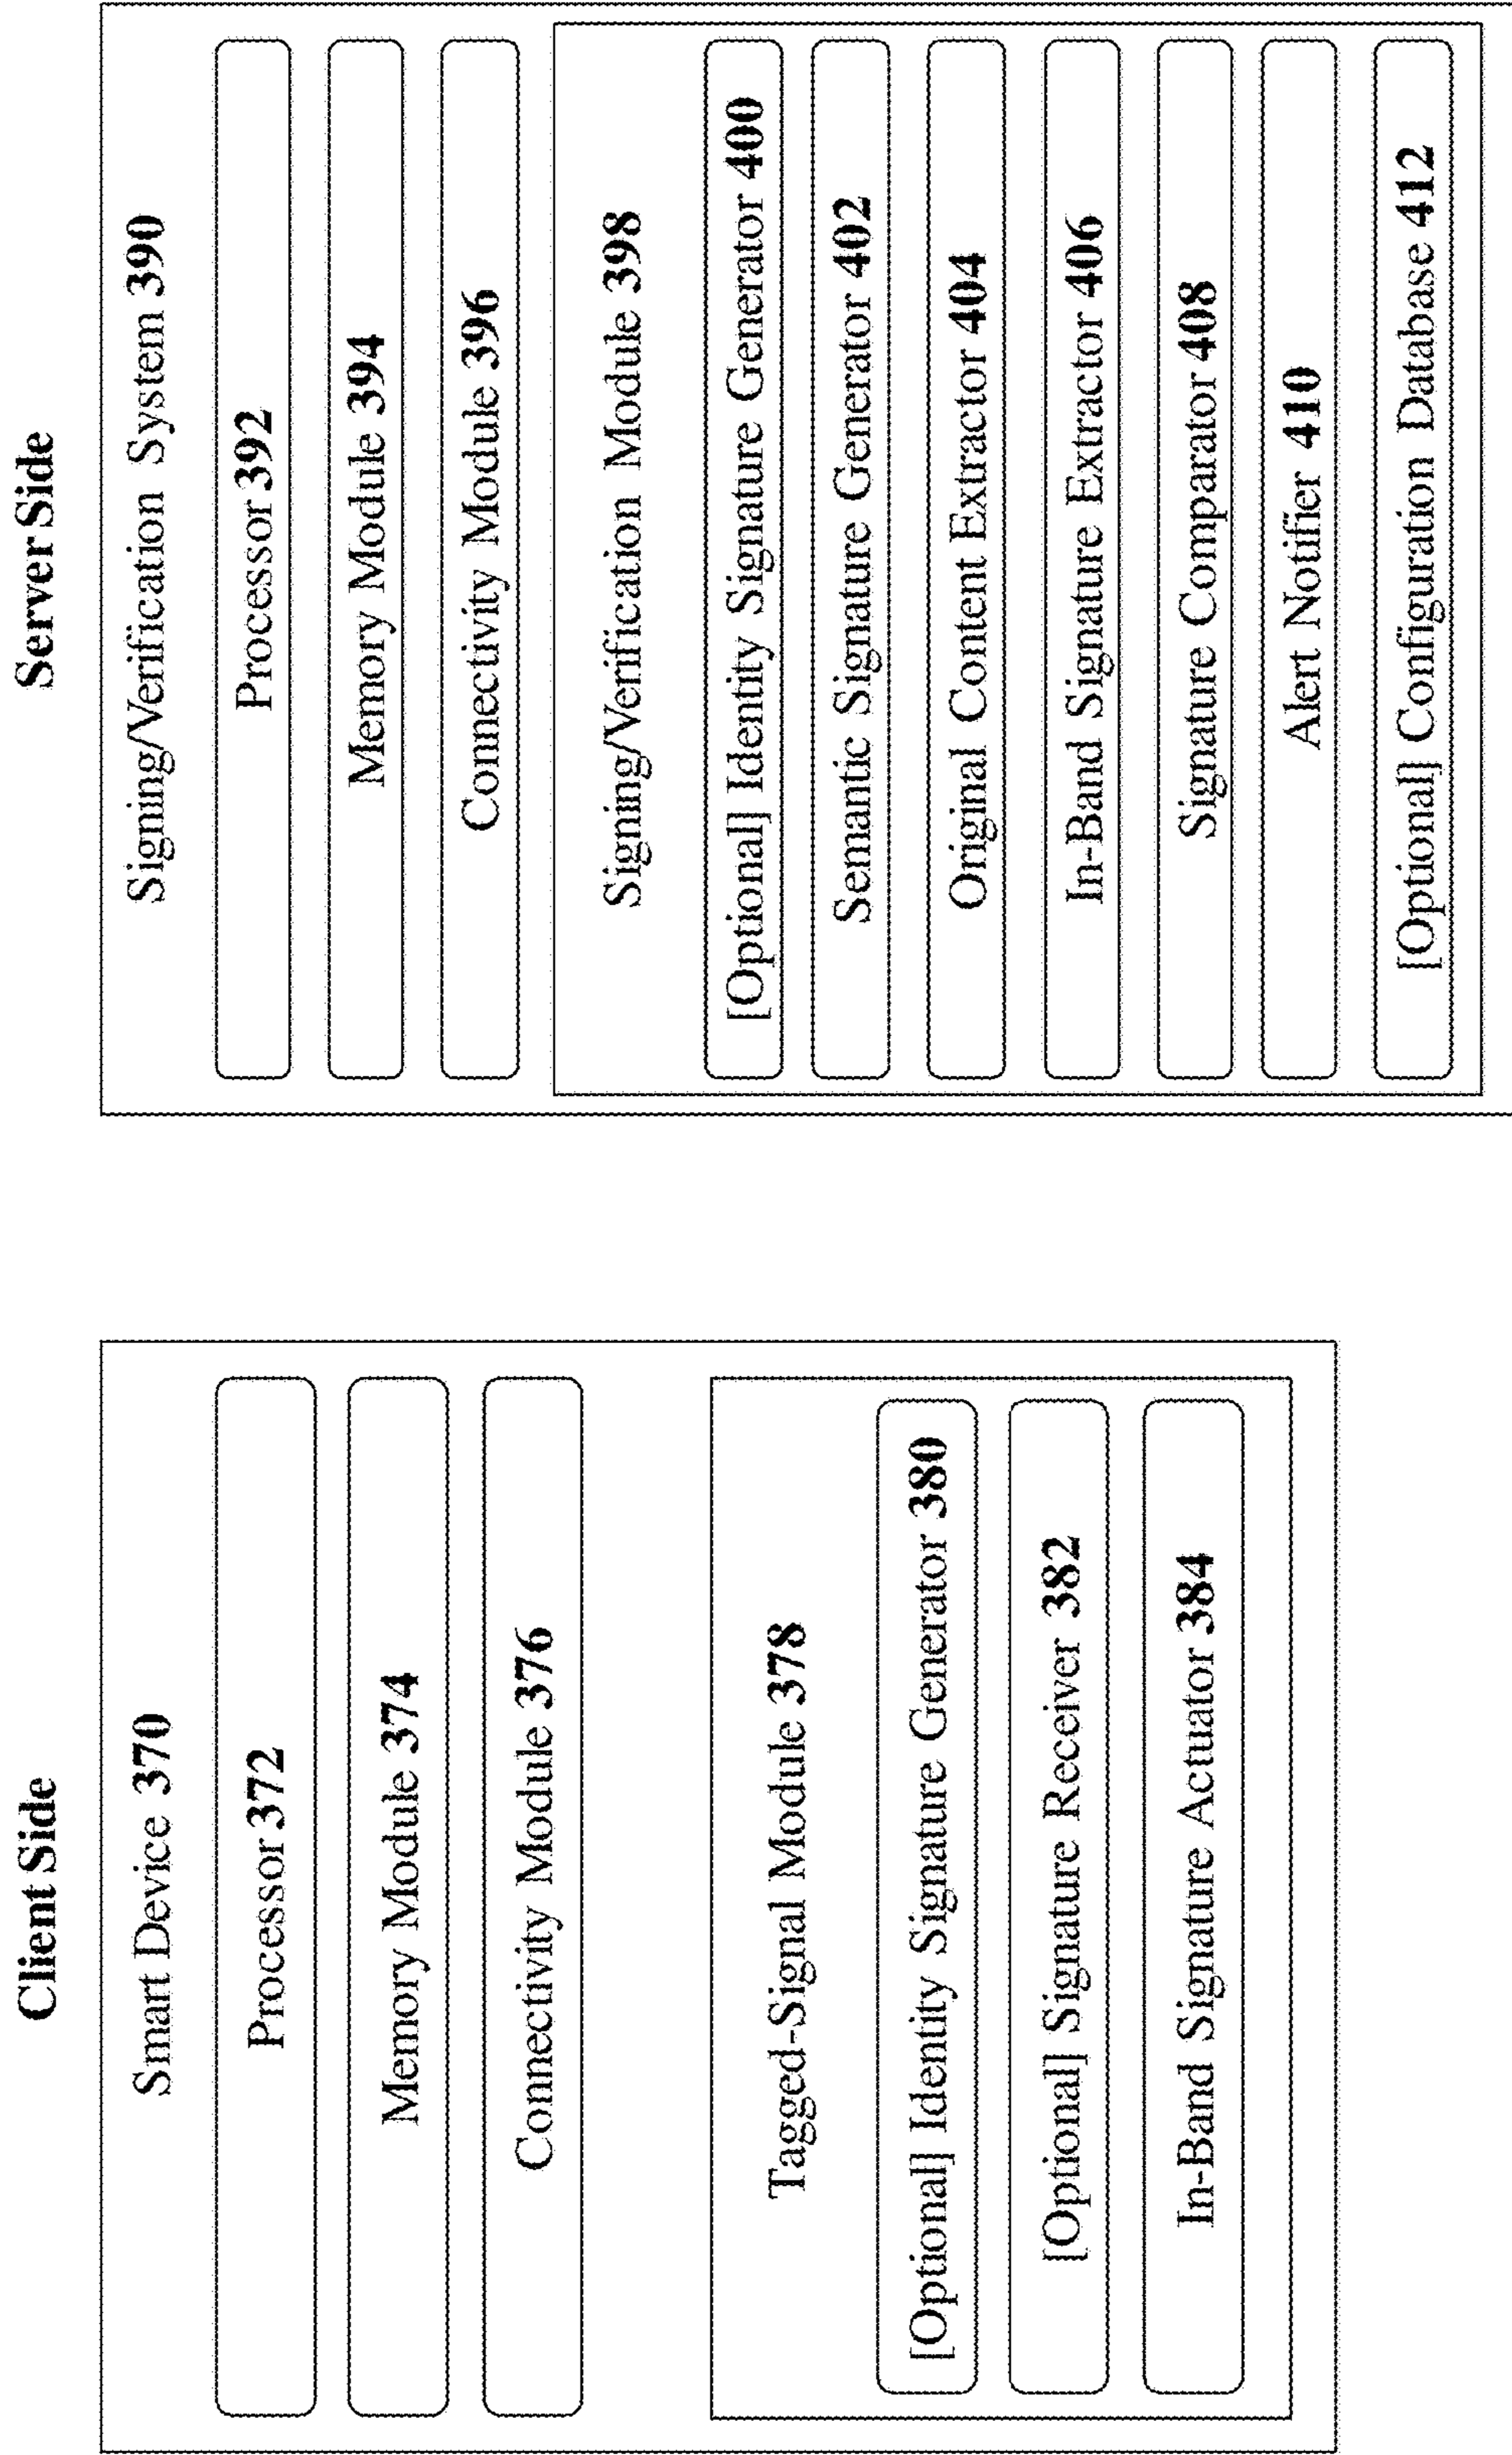 Client Side
Smart Device 370
Processor 372
Memory Module 374
Connectivity Module 376
Tagged-Signal Module 378
[Optional] Identity Signature Generator 380
[Optional] Signature Receiver 382
In-Band Signature Actuator 384
Server Side
Signing/Verification System 390
Processor 392
Memory Module 394
Connectivity Module 396
Signing/Verification Module 398
[Optional] Identity Signature Generator 400
Semantic Signature Generator 402
Original Content Extractor 404
In-Band Signature Extractor 406
Signature Comparator 408
Alert Notifier 410
[Optional] Configuration Database 412